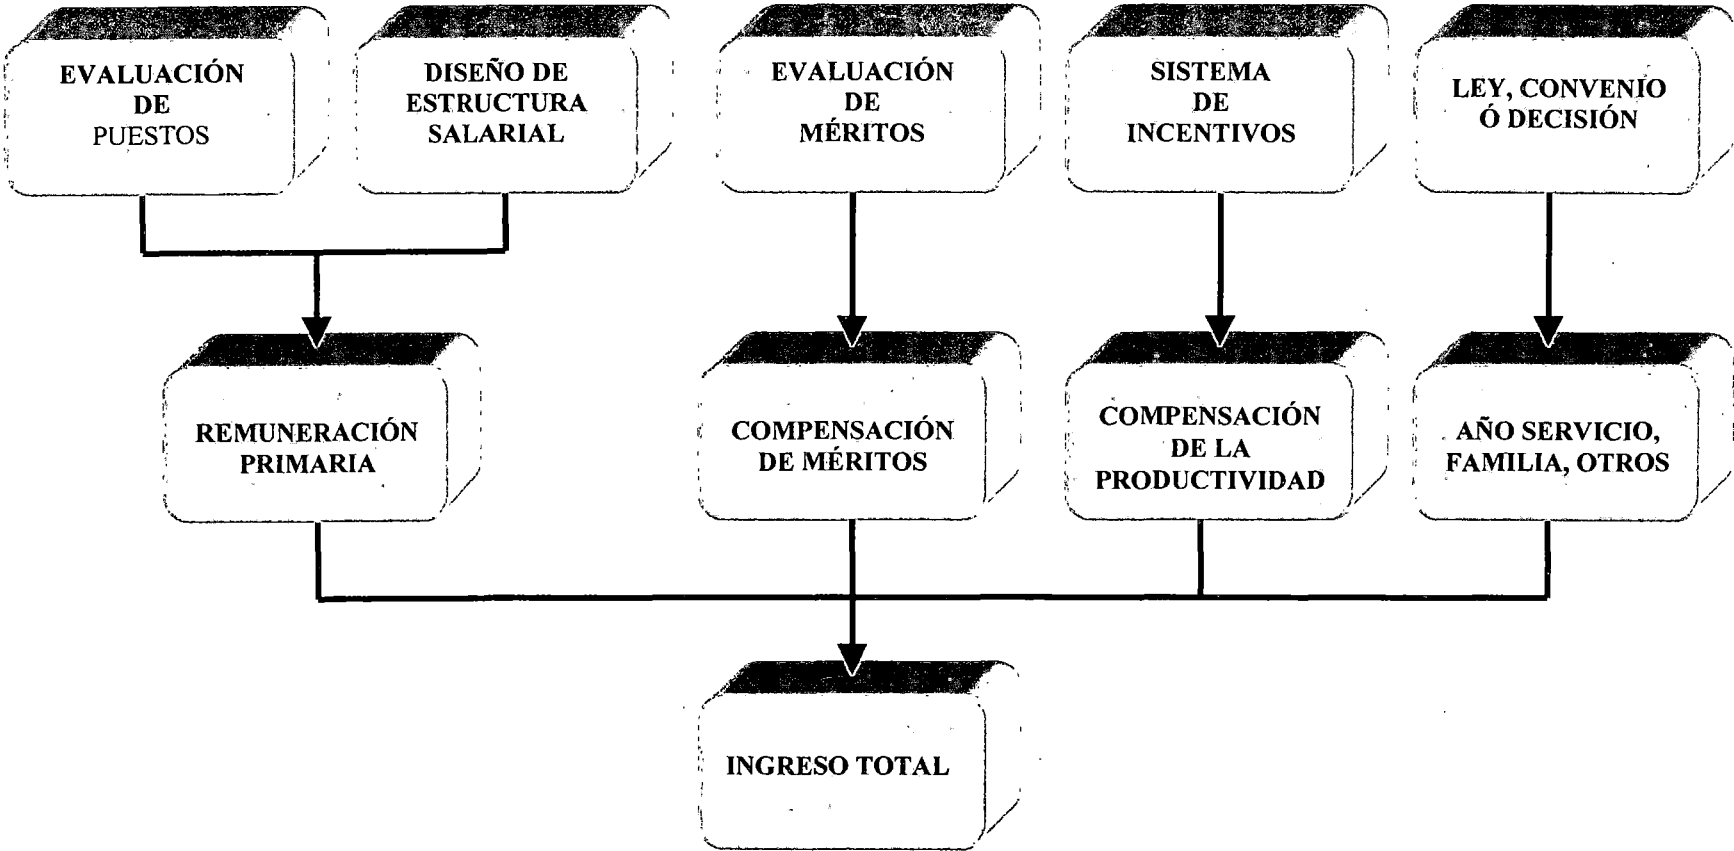 EVALUACIÓN
DE
PUESTOS
DISEÑO DE
ESTRUCTURA
SALARIAL
EVALUACIÓN
DE
MÉRITOS
SISTEMA
DE
INCENTIVOS
LEY, CONVENIO
Ó DECISIÓN
REMUNERACIÓN
PRIMARIA
COMPENSACIÓN
DE MÉRITOS
COMPENSACIÓN
DE LA
PRODUCTIVIDAD
AÑO SERVICIO,
FAMILIA, OTROS
INGRESO TOTAL